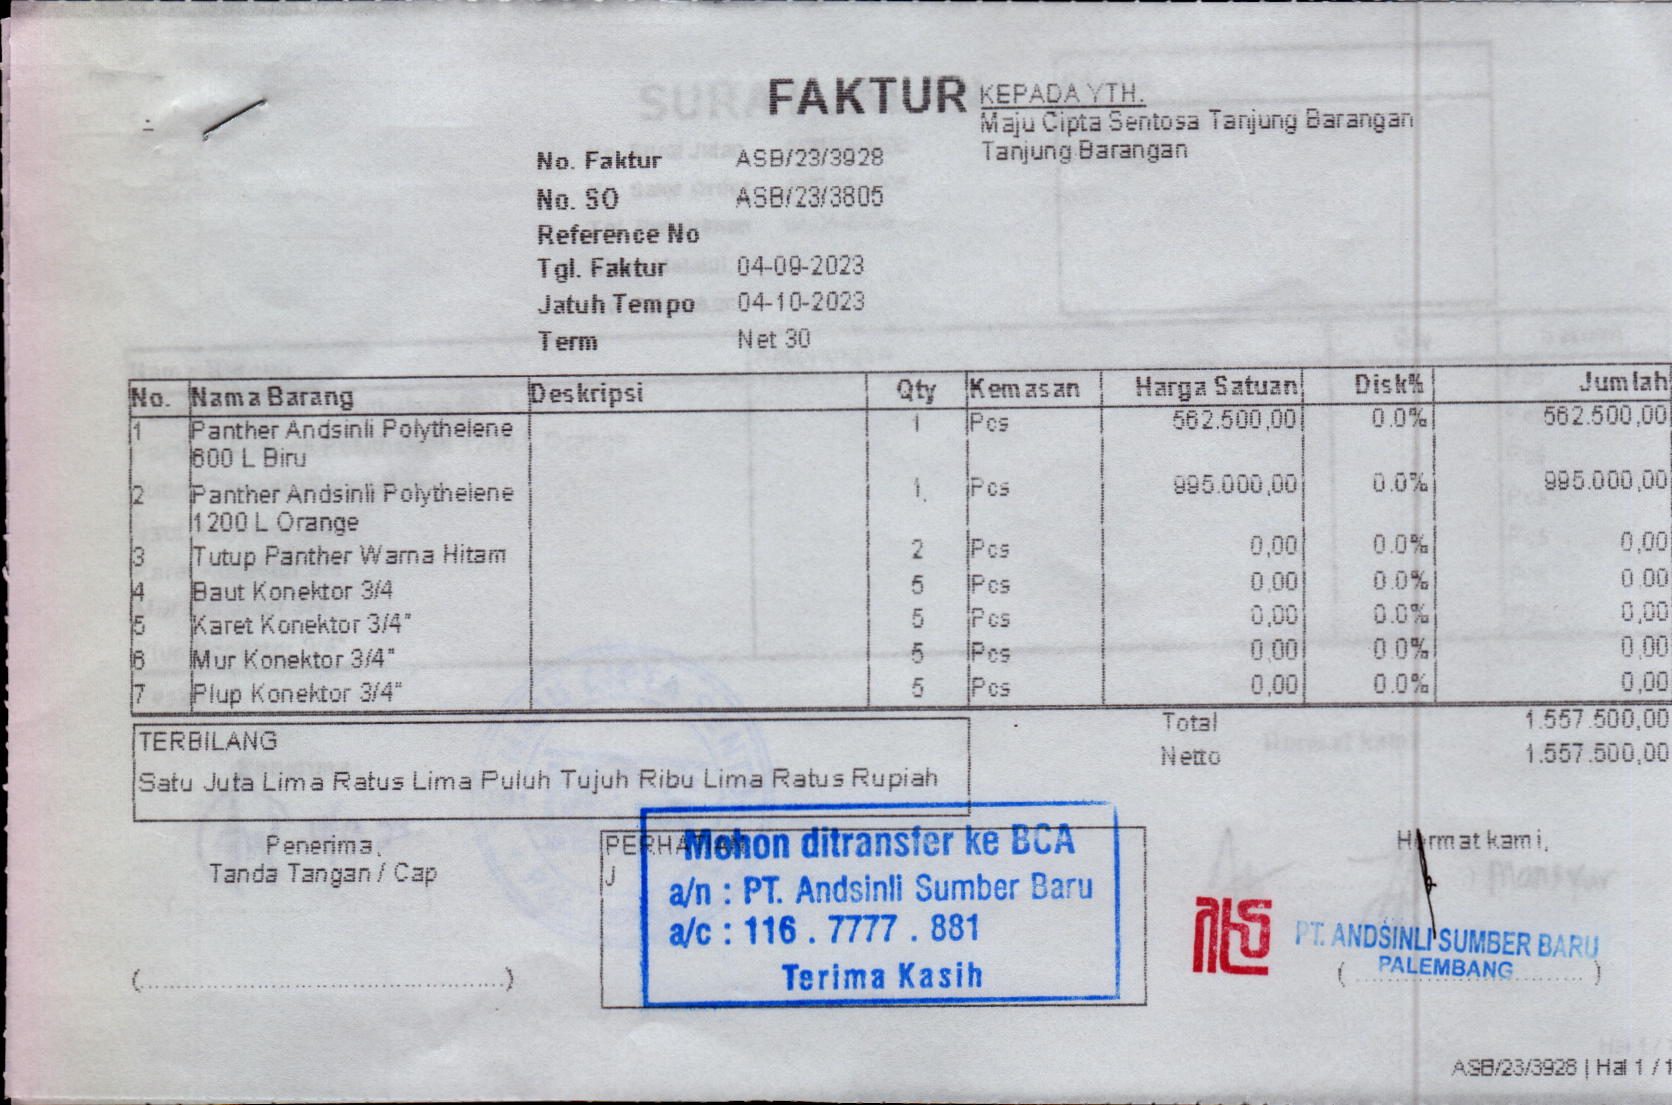 FAKTUR
KEPADA YTH.
Maju Cipta Sentosa Tanjung Barangan
Tanjung Barangan
No. Faktur ASB/23/3928
No. SO ASB/23/3805
Reference No
Tgl. Faktur 04-09-2023
Jatuh Tempo 04-10-2023
Term Net 30
No. Nama Barang Deskripsi Qty Kemasan Harga Satuan Disk% Jumlah
1 Panther Andsinli Polythelene 1 Pcs 562.500,00 0.0% 562.500,00
600 L Biru
2 Panther Andsinli Polythelene 1 Pcs 995.000,00 0.0% 995.000,00
1200 L Orange
3 Tutup Panther Warna Hitam 2 Pcs 0,00 0.0% 0,00
4 Baut Konektor 3/4 5 Pcs 0,00 0.0% 0,00
5 Karet Konektor 3/4" 5 Pcs 0,00 0.0% 0,00
6 Mur Konektor 3/4" 5 Pcs 0,00 0.0% 0,00
7 Plup Konektor 3/4" 5 Pcs 0,00 0.0% 0,00
Total 1.557.500,00
Netto 1.557.500,00
TERBILANG
Satu Juta Lima Ratus Lima Puluh Tujuh Ribu Lima Ratus Rupiah
Penerima,
Tanda Tangan / Cap
(................................................)
PERHATIAN
J
Mohon ditransfer ke BCA
a/n : PT. Andsinli Sumber Baru
a/c : 116 . 7777 . 881
Terima Kasih
Hormat kami,
PT. ANDSINLI SUMBER BARU
PALEMBANG
(................................)
ASB/23/3928 | Hal 1 / 1